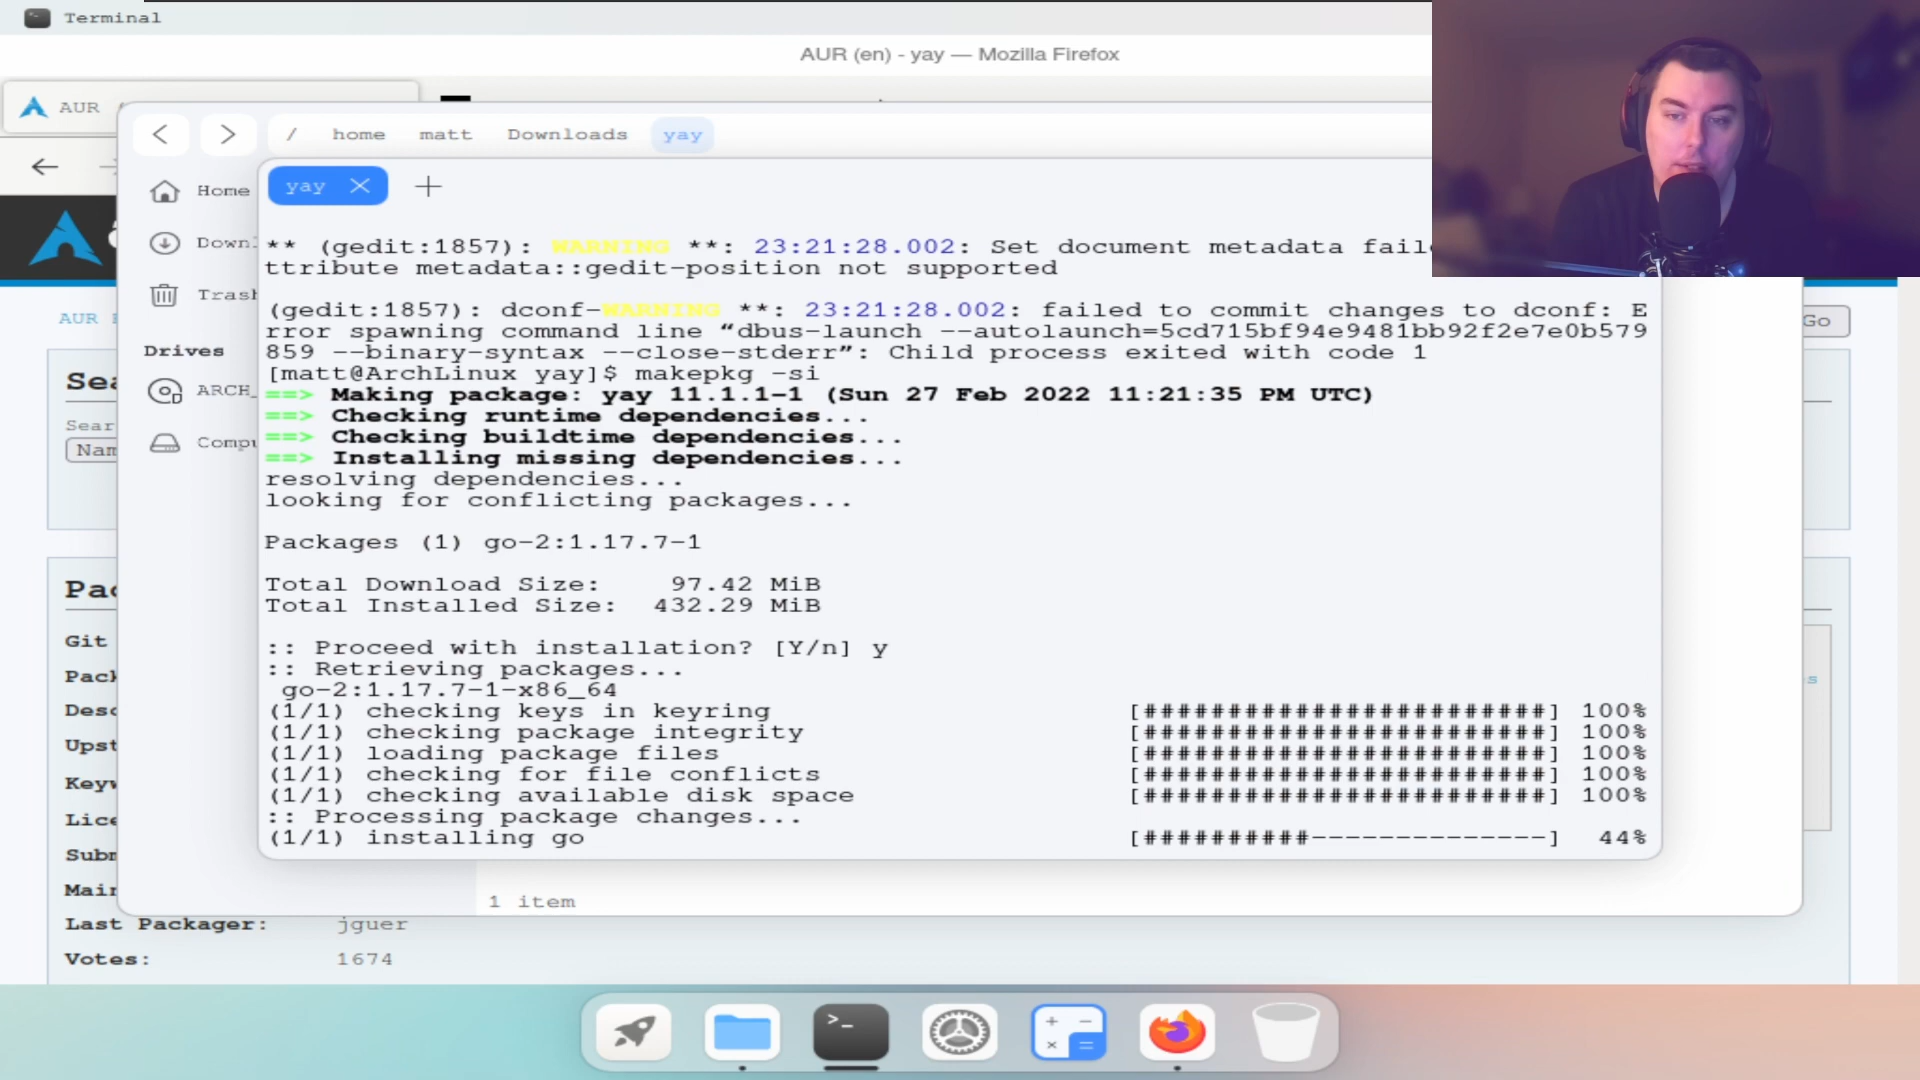 Terminal
AUR (en) - yay — Mozilla Firefox
AUR
/ home matt Downloads yay
Home
yay
Trash
Drives
** (gedit:1857): WARNING **: 23:21:28.002: Set document metadata fail
ttribute metadata::gedit-position not supported
(gedit:1857): dconf-WARNING **: 23:21:28.002: failed to commit changes to dconf: E
rror spawning command line “dbus-launch --autolaunch=5cd715bf94e9481bb92f2e7e0b579
859 --binary-syntax --close-stderr”: Child process exited with code 1
[matt@ArchLinux yay]$ makepkg -si
==> Making package: yay 11.1.1-1 (Sun 27 Feb 2022 11:21:35 PM UTC)
==> Checking runtime dependencies...
==> Checking buildtime dependencies...
==> Installing missing dependencies...
resolving dependencies...
looking for conflicting packages...
Packages (1) go-2:1.17.7-1
Total Download Size: 97.42 MiB
Total Installed Size: 432.29 MiB
:: Proceed with installation? [Y/n] y
:: Retrieving packages...
go-2:1.17.7-1-x86_64
(1/1) checking keys in keyring [########################] 100%
(1/1) checking package integrity [########################] 100%
(1/1) loading package files [########################] 100%
(1/1) checking for file conflicts [########################] 100%
(1/1) checking available disk space [########################] 100%
:: Processing package changes...
(1/1) installing go [##########--------------] 44%
Go
ARCH_
Git
1 item
Last Packager: jguer
Votes: 1674